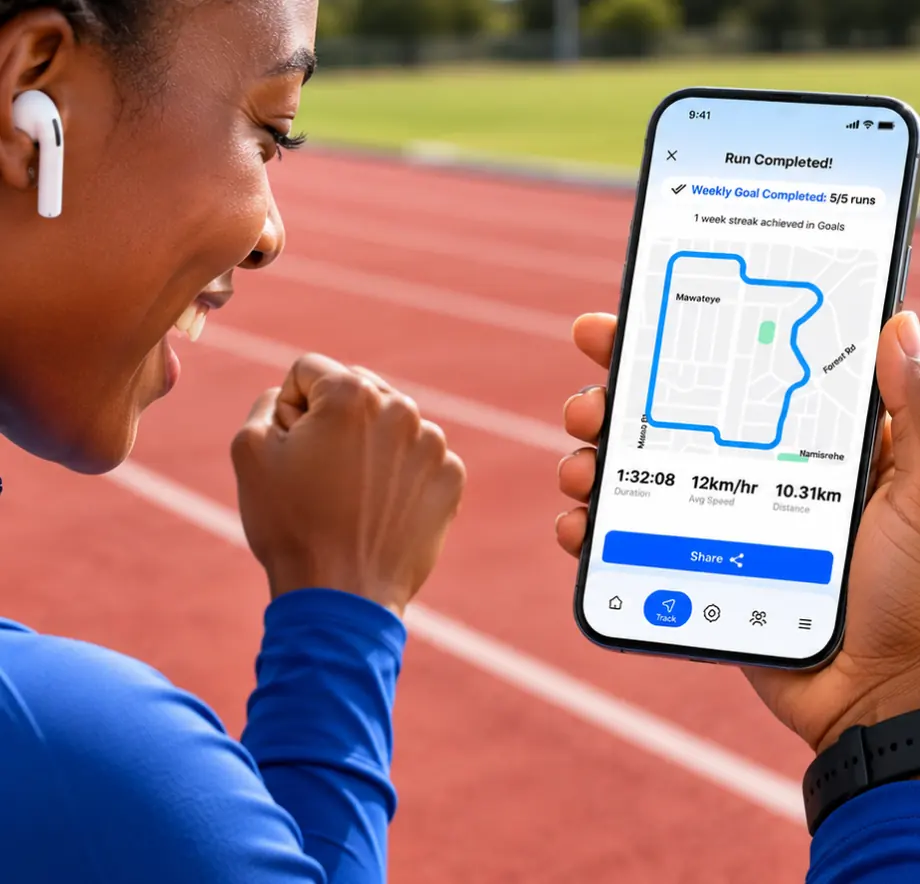 9:41
Run Completed!
Weekly Goal Completed: 5/5 runs
1 week streak achieved in Goals
Mawateye
Forest Rd
Namisrehe
1:32:08 12km/hr 10.31km
Duration Avg Speed Distance
Share
Track